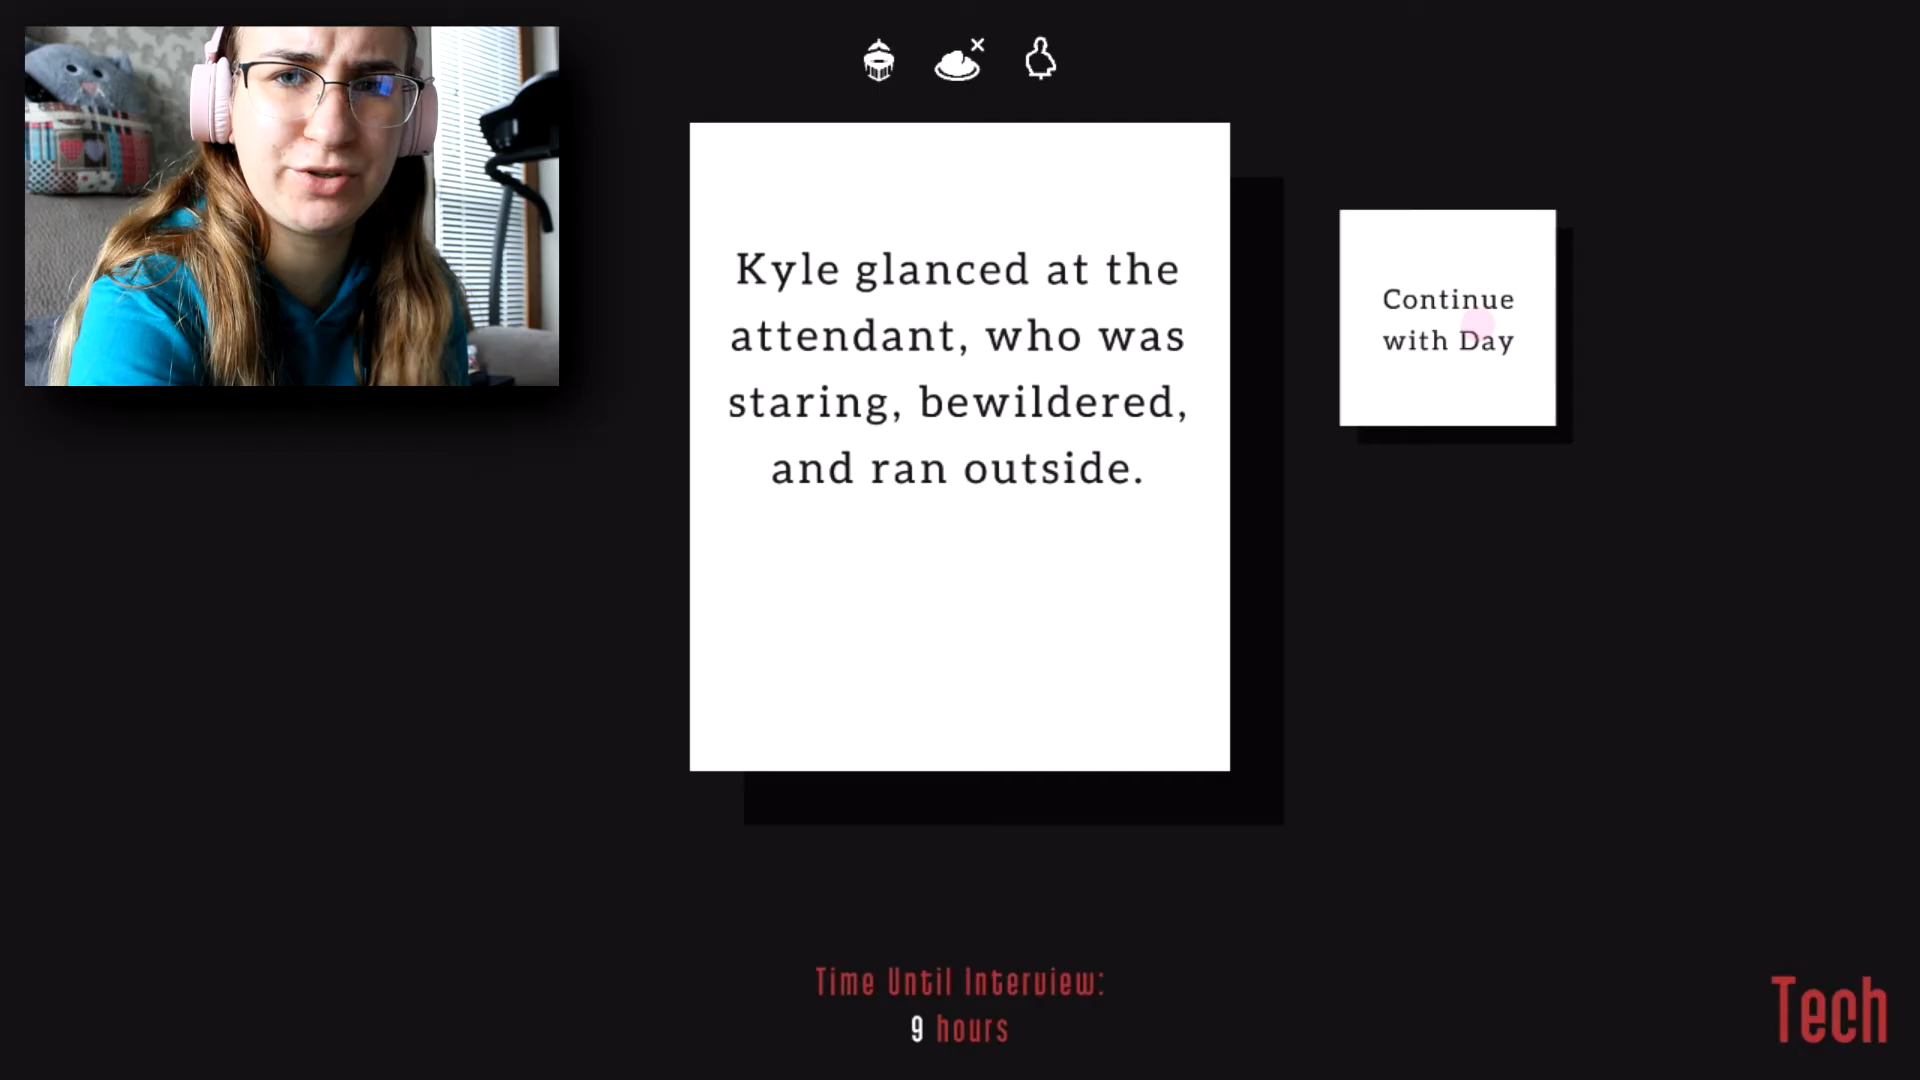 Kyle glanced at the
attendant, who was
staring, bewildered,
and ran outside.
Continue
with Day
Time Until Interview:
9 hours
Tech